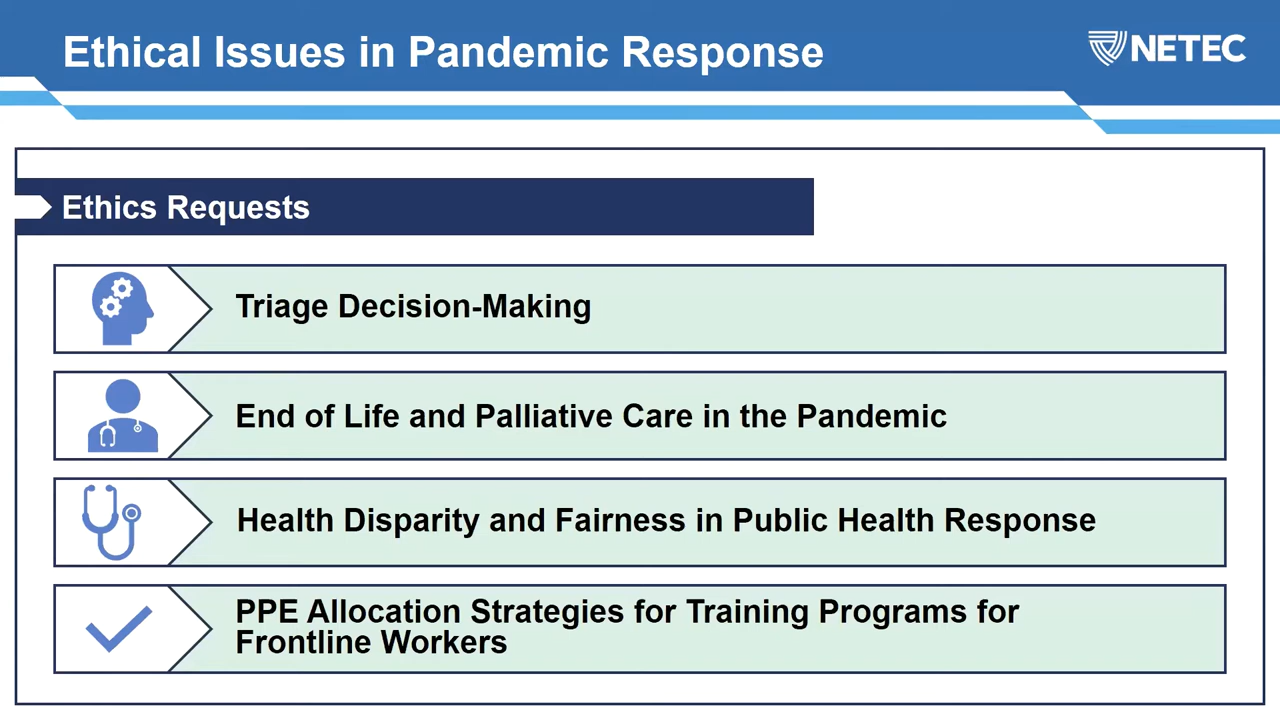 Ethical Issues in Pandemic Response
NETEC
Ethics Requests
Triage Decision-Making
End of Life and Palliative Care in the Pandemic
Health Disparity and Fairness in Public Health Response
PPE Allocation Strategies for Training Programs for
Frontline Workers